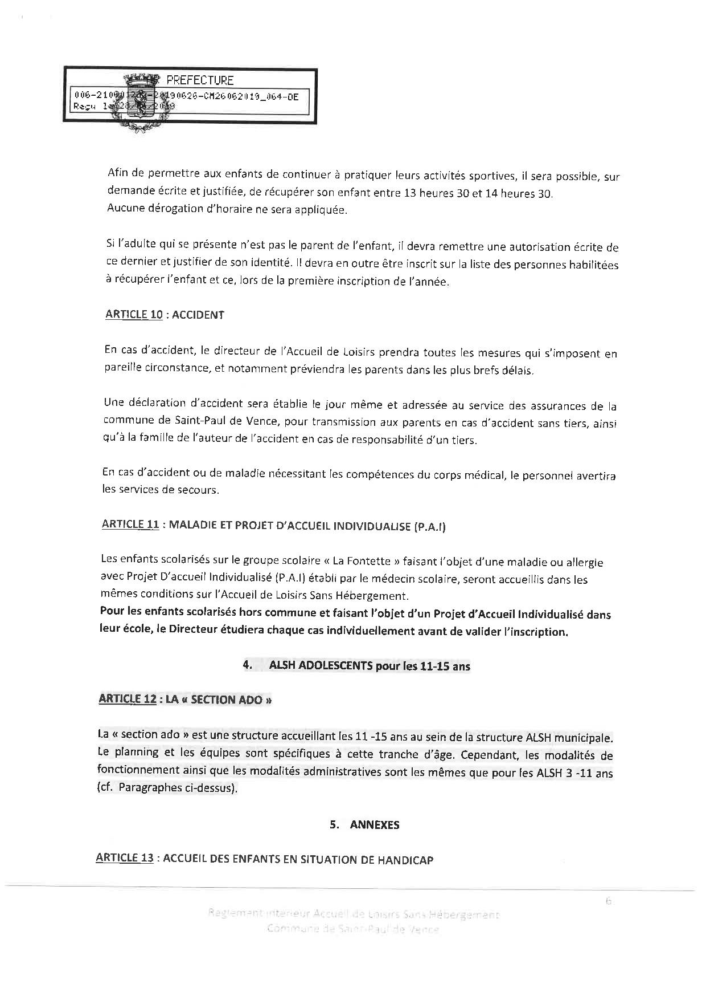 PREFECTURE
CM26062019_064-DE
Reçu
Afin de permettre aux enfants de continuer à pratiquer leurs activités sportives, il sera possible, sur
demande écrite et justifiée, de récupérer son enfant entre 13 heures 30 et 14 heures 30.
Aucune dérogation d'horaire ne sera appliquée.
Si l'adulte qui se présente n'est pas le parent de l'enfant, il devra remettre une autorisation écrite de
ce dernier et justifier de son identité. Il devra en outre être inscrit sur la liste des personnes habilitées
à récupérer l'enfant et ce, lors de la première inscription de l'année.
ARTICLE 10 : ACCIDENT
En cas d'accident, le directeur de l'Accueil de Loisirs prendra toutes les mesures qui s'imposent en
pareille circonstance, et notamment préviendra les parents dans les plus brefs délais.
Une déclaration d'accident sera établie le jour même et adressée au service des assurances de la
commune de Saint-Paul de Vence, pour transmission aux parents en cas d'accident sans tiers, ainsi
qu'à la famille de l'auteur de l'accident en cas de responsabilité d'un tiers.
En cas d'accident ou de maladie nécessitant les compétences du corps médical, le personnel avertira
les services de secours.
ARTICLE 11 : MALADIE ET PROJET D'ACCUEIL INDIVIDUALISE (P.A.I)
Les enfants scolarisés sur le groupe scolaire « La Fontette » faisant l'objet d'une maladie ou allergie
avec Projet D'accueil Individualisé (P.A.I) établi par le médecin scolaire, seront accueillis dans les
mêmes conditions sur l'Accueil de Loisirs Sans Hébergement.
Pour les enfants scolarisés hors commune et faisant l'objet d'un Projet d'Accueil Individualisé dans
leur école, le Directeur étudiera chaque cas individuellement avant de valider l'inscription.
4. ALSH ADOLESCENTS pour les 11-15 ans
ARTICLE 12 : LA « SECTION ADO »
La « section ado » est une structure accueillant les 11 -15 ans au sein de la structure ALSH municipale.
Le planning et les équipes sont spécifiques à cette tranche d'âge. Cependant, les modalités de
fonctionnement ainsi que les modalités administratives sont les mêmes que pour les ALSH 3 -11 ans
(cf. Paragraphes ci-dessus).
5. ANNEXES
ARTICLE 13 : ACCUEIL DES ENFANTS EN SITUATION DE HANDICAP
6
Reglement interieur Accueil de Loisirs Sans Hébergement
Commune de Saint-Paul de Vence